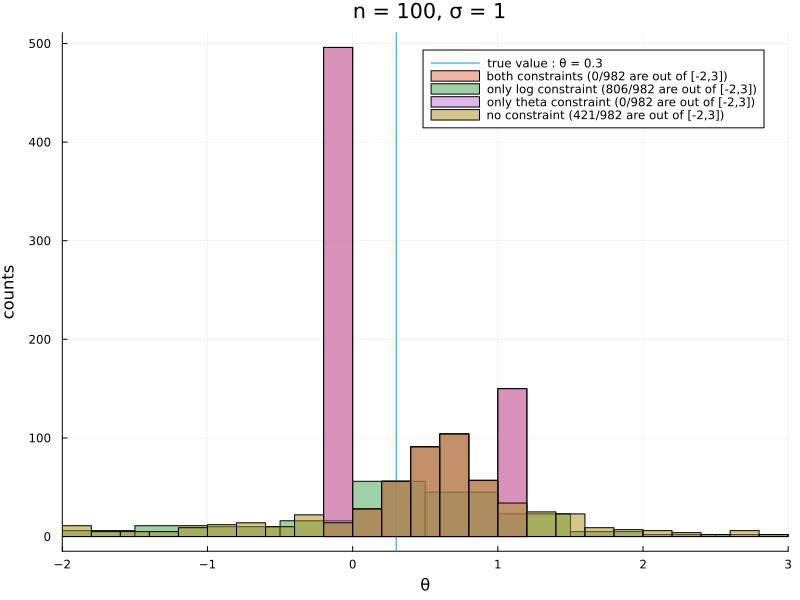 n = 100, σ = 1
500
400
300
200
100
0
counts
true value : θ = 0.3
both constraints (0/982 are out of [-2,3])
only log constraint (806/982 are out of [-2,3])
only theta constraint (0/982 are out of [-2,3])
no constraint (421/982 are out of [-2,3])
−2 −1 0 1 2 3
θ